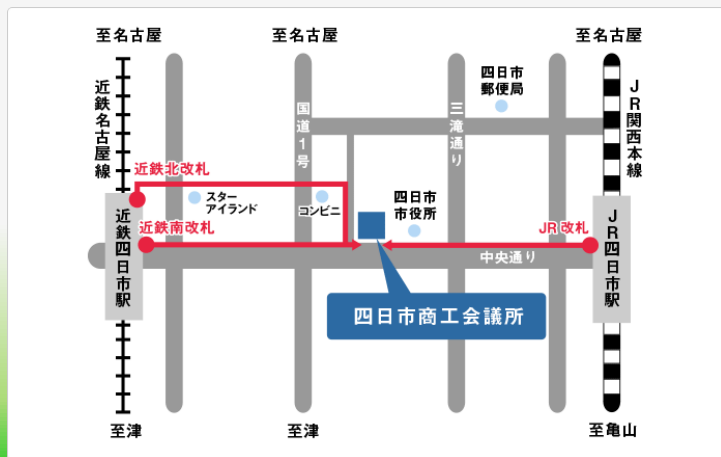 至名古屋
至名古屋
至名古屋
近鉄名古屋線
国道1号
三滝通り
四日市
郵便局
JR関西本線
近鉄北改札
スター
アイランド
コンビニ
四日市
市役所
近鉄南改札
JR改札
近鉄四日市駅
JR四日市駅
中央通り
四日市商工会議所
至津
至津
至亀山